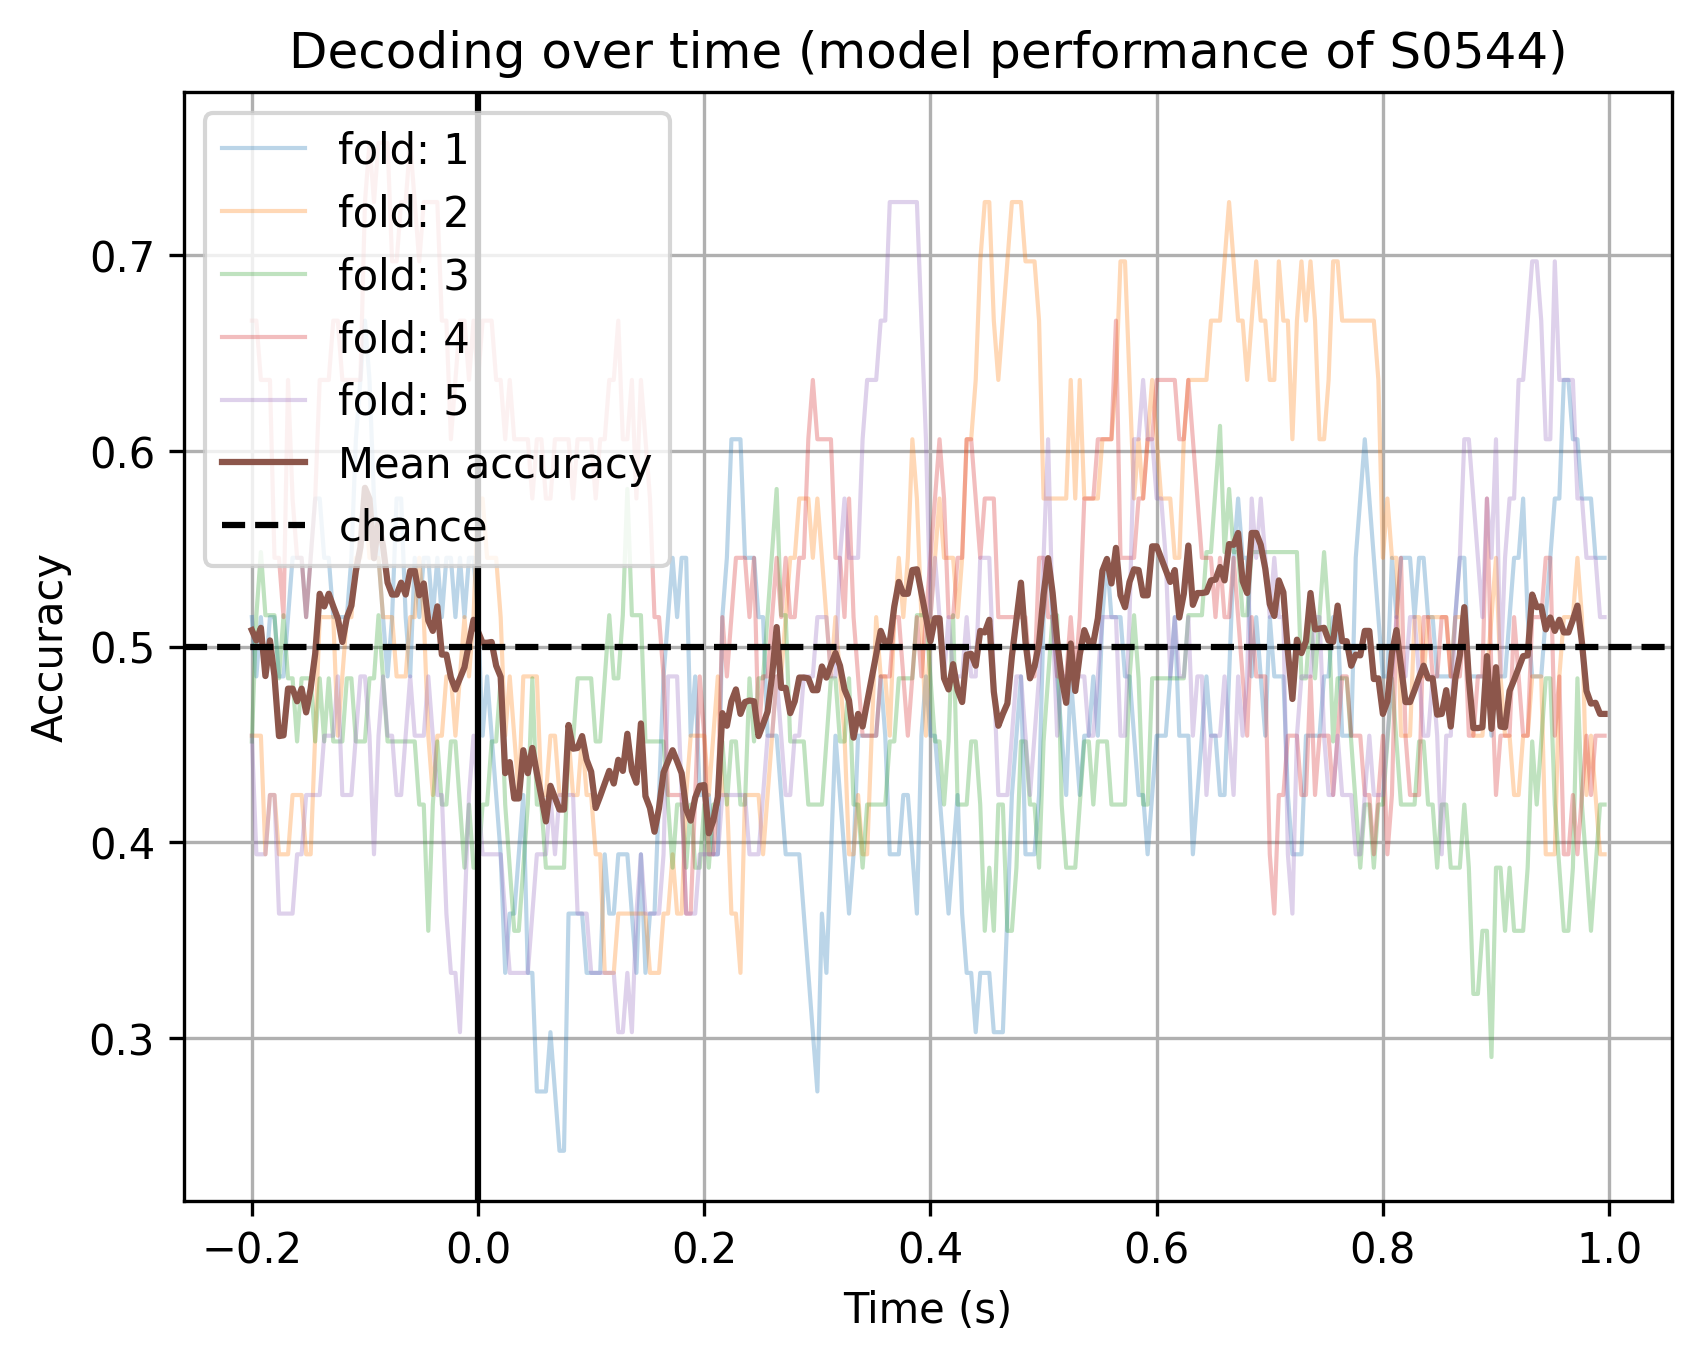 Decoding over time (model performance of S0544)
fold: 1
fold: 2
fold: 3
fold: 4
fold: 5
Mean accuracy
chance
0.7
0.6
0.5
0.4
0.3
Accuracy
−0.2 0.0 0.2 0.4 0.6 0.8 1.0
Time (s)